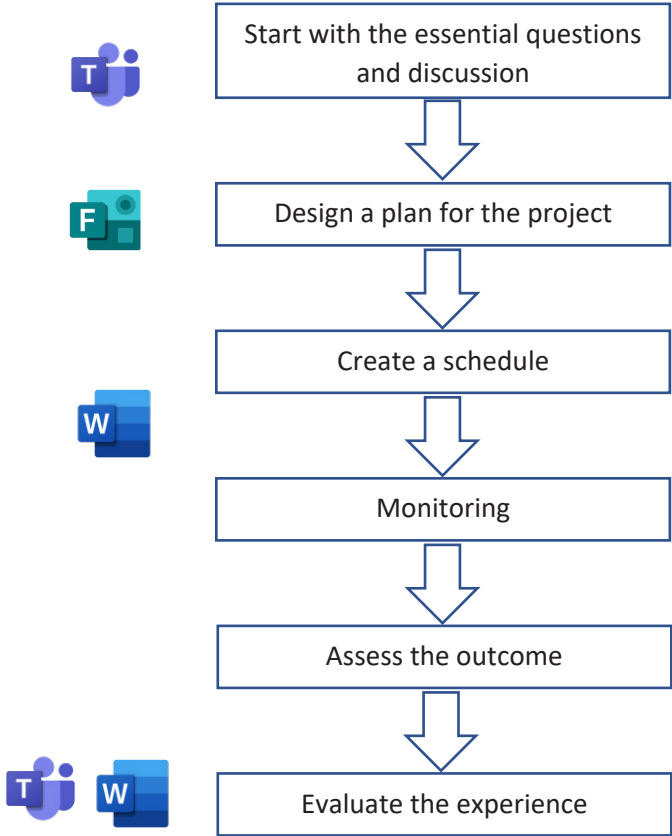 Start with the essential questions
and discussion
T
F
Design a plan for the project
Create a schedule
W
Monitoring
Assess the outcome
T
W
Evaluate the experience